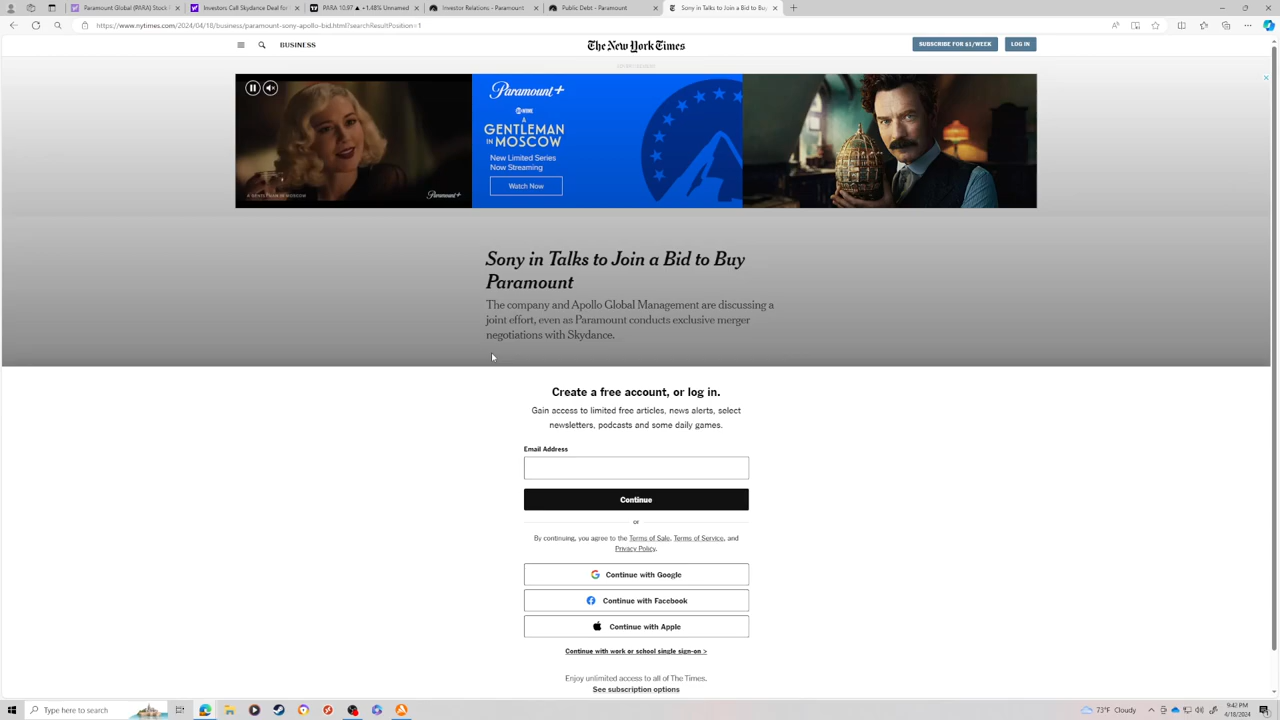 Paramount Global (PARA) Stock
Investors Call Skydance Deal for
PARA 10.97 ▲ +1.48% Unnamed
Investor Relations - Paramount
Public Debt - Paramount
Sony in Talks to Join a Bid to Bu
https://www.nytimes.com/2024/04/18/business/paramount-sony-apollo-bid.html?searchResultPosition=1
BUSINESS
The New York Times
SUBSCRIBE FOR $1/WEEK
LOG IN
ADVERTISEMENT
Paramount+
SHOWTIME
A
GENTLEMAN
IN MOSCOW
New Limited Series
Now Streaming
Watch Now
A GENTLEMAN IN MOSCOW
Paramount+
Sony in Talks to Join a Bid to Buy
Paramount
The company and Apollo Global Management are discussing a
joint effort, even as Paramount conducts exclusive merger
negotiations with Skydance.
Create a free account, or log in.
Gain access to limited free articles, news alerts, select
newsletters, podcasts and some daily games.
Email Address
Continue
or
By continuing, you agree to the Terms of Sale, Terms of Service, and
Privacy Policy.
Continue with Google
Continue with Facebook
Continue with Apple
Continue with work or school single sign-on >
Enjoy unlimited access to all of The Times.
See subscription options
Type here to search
73°F Cloudy
9:42 PM
4/18/2024